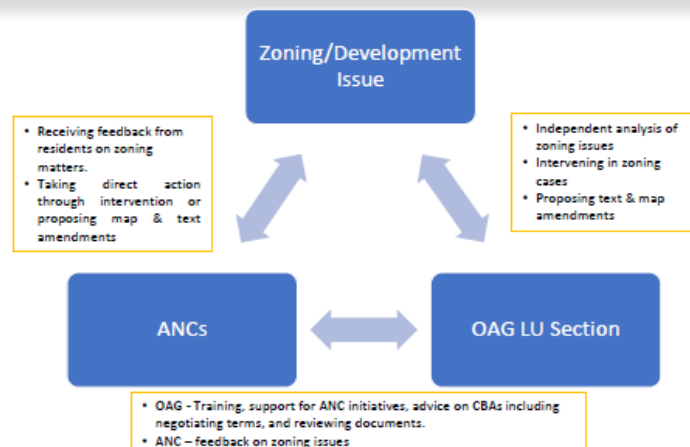 Zoning/Development
Issue
• Receiving feedback from
residents on zoning
matters.
• Taking direct action
through intervention or
proposing map & text
amendments
• Independent analysis of
zoning issues
• Intervening in zoning
cases
• Proposing text & map
amendments
ANCs
OAG LU Section
• OAG - Training, support for ANC initiatives, advice on CBAs including
negotiating terms, and reviewing documents.
• ANC – feedback on zoning issues